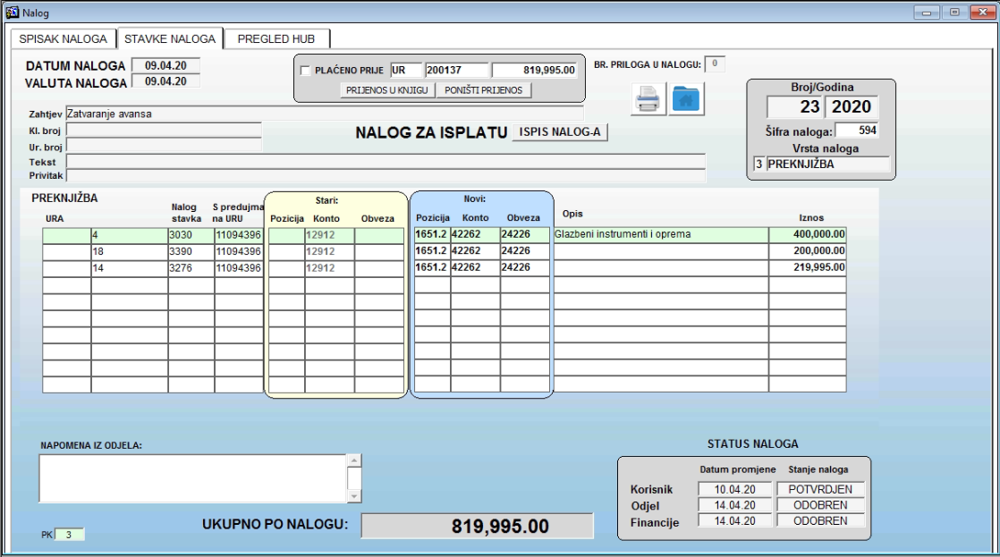 Nalog
SPISAK NALOGA STAVKE NALOGA PREGLED HUB
DATUM NALOGA 09.04.20
VALUTA NALOGA 09.04.20
PLAĆENO PRIJE UR 200137 819,995.00
PRIJENOS U KNJIGU PONIŠTI PRIJENOS
BR. PRILOGA U NALOGU: 0
Broj/Godina
23 2020
Šifra naloga: 594
Vrsta naloga
3 PREKNJIŽBA
Zahtjev Zatvaranje avansa
Kl. broj
Ur. broj
NALOG ZA ISPLATU ISPIS NALOG-A
Tekst
Privitak
PREKNJIŽBA
Stari: Novi:
URA Nalog stavka S predujma na URU Pozicija Konto Obveza Pozicija Konto Obveza Opis Iznos
4 3030 11094396 12912 1651.2 42262 24226 Glazbeni instrumenti i oprema 400,000.00
18 3390 11094396 12912 1651.2 42262 24226 200,000.00
14 3276 11094396 12912 1651.2 42262 24226 219,995.00
NAPOMENA IZ ODJELA:
STATUS NALOGA
Datum promjene Stanje naloga
Korisnik 10.04.20 POTVRDJEN
Odjel 14.04.20 ODOBREN
Financije 14.04.20 ODOBREN
UKUPNO PO NALOGU: 819,995.00
PK 3